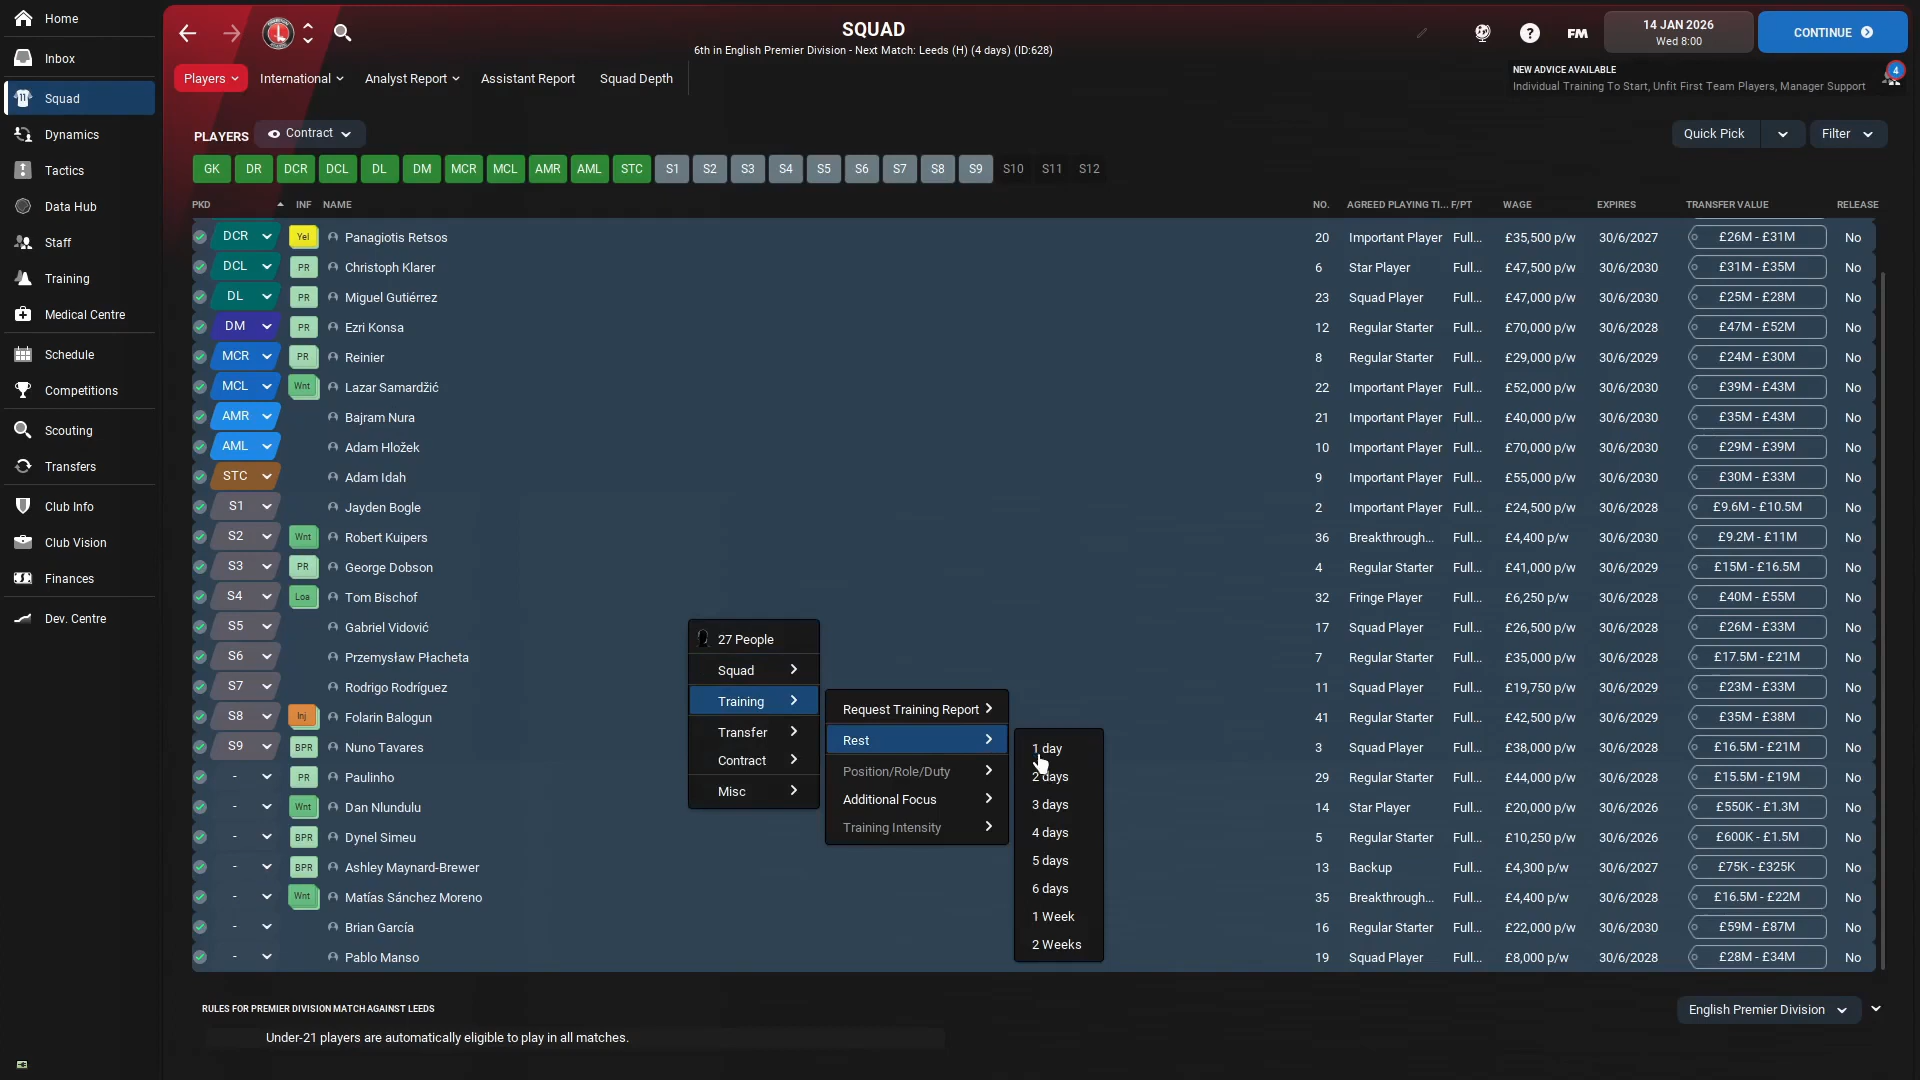 Home
Inbox
Squad
Dynamics
Tactics
Data Hub
Staff
Training
Medical Centre
Schedule
Competitions
Scouting
Transfers
Club Info
Club Vision
Finances
Dev. Centre
SQUAD
6th in English Premier Division - Next Match: Leeds (H) (4 days) (ID:628)
? FM
14 JAN 2026
Wed 8:00
CONTINUE
Players International Analyst Report Assistant Report Squad Depth
NEW ADVICE AVAILABLE
Individual Training To Start, Unfit First Team Players, Manager Support
4
PLAYERS Contract Quick Pick Filter
GK DR DCR DCL DL DM MCR MCL AMR AML STC S1 S2 S3 S4 S5 S6 S7 S8 S9 S10 S11 S12
PKD INF NAME NO. AGREED PLAYING TI... F/PT WAGE EXPIRES TRANSFER VALUE RELEASE
DCR Yel Panagiotis Retsos 20 Important Player Full... £35,500 p/w 30/6/2027 £26M - £31M No
DCL PR Christoph Klarer 6 Star Player Full... £47,500 p/w 30/6/2030 £31M - £35M No
DL PR Miguel Gutiérrez 23 Squad Player Full... £47,000 p/w 30/6/2030 £25M - £28M No
DM PR Ezri Konsa 12 Regular Starter Full... £70,000 p/w 30/6/2028 £47M - £52M No
MCR PR Reinier 8 Regular Starter Full... £29,000 p/w 30/6/2029 £24M - £30M No
MCL Wnt Lazar Samardžić 22 Important Player Full... £52,000 p/w 30/6/2030 £39M - £43M No
AMR Bajram Nura 21 Important Player Full... £40,000 p/w 30/6/2030 £35M - £43M No
AML Adam Hložek 10 Important Player Full... £70,000 p/w 30/6/2030 £29M - £39M No
STC Adam Idah 9 Important Player Full... £55,000 p/w 30/6/2030 £30M - £33M No
S1 Jayden Bogle 2 Important Player Full... £24,500 p/w 30/6/2028 £9.6M - £10.5M No
S2 Wnt Robert Kuipers 36 Breakthrough... Full... £4,400 p/w 30/6/2030 £9.2M - £11M No
S3 PR George Dobson 4 Regular Starter Full... £41,000 p/w 30/6/2029 £15M - £16.5M No
S4 Loa Tom Bischof 32 Fringe Player Full... £6,250 p/w 30/6/2028 £40M - £55M No
S5 Gabriel Vidović 17 Squad Player Full... £26,500 p/w 30/6/2028 £26M - £33M No
S6 Przemysław Płacheta 7 Regular Starter Full... £35,000 p/w 30/6/2028 £17.5M - £21M No
S7 Rodrigo Rodríguez 11 Squad Player Full... £19,750 p/w 30/6/2029 £23M - £33M No
S8 Inj Folarin Balogun 41 Regular Starter Full... £42,500 p/w 30/6/2029 £35M - £38M No
S9 BPR Nuno Tavares 3 Squad Player Full... £38,000 p/w 30/6/2028 £16.5M - £21M No
- PR Paulinho 29 Regular Starter Full... £44,000 p/w 30/6/2028 £15.5M - £19M No
- Wnt Dan Nlundulu 14 Star Player Full... £20,000 p/w 30/6/2026 £550K - £1.3M No
- BPR Dynel Simeu 5 Regular Starter Full... £10,250 p/w 30/6/2026 £600K - £1.5M No
- BPR Ashley Maynard-Brewer 13 Backup Full... £4,300 p/w 30/6/2027 £75K - £325K No
- Wnt Matías Sánchez Moreno 35 Breakthrough... Full... £4,400 p/w 30/6/2028 £16.5M - £22M No
- Brian García 16 Regular Starter Full... £22,000 p/w 30/6/2028 £59M - £87M No
- Pablo Manso 19 Squad Player Full... £8,000 p/w 30/6/2028 £28M - £34M No
27 People
Squad
Training
Transfer
Contract
Misc
Request Training Report
Rest
Position/Role/Duty
Additional Focus
Training Intensity
1 day
2 days
3 days
4 days
5 days
6 days
1 Week
2 Weeks
RULES FOR PREMIER DIVISION MATCH AGAINST LEEDS
English Premier Division
Under-21 players are automatically eligible to play in all matches.